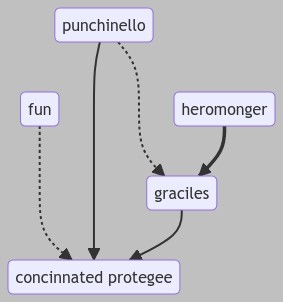 punchinello
fun
heromonger
graciles
concinnated protegee